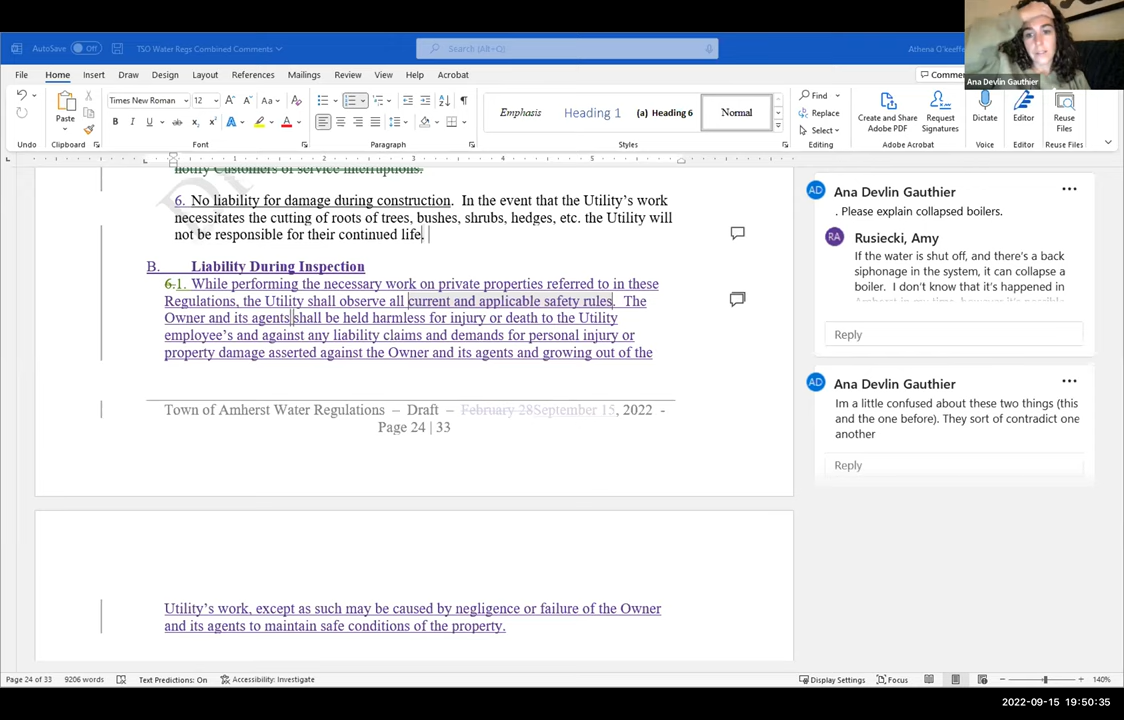 AutoSave Off TSO Water Regs Combined Comments Search (Alt+Q) Athena O'keeffe
Ana Devlin Gauthier
File Home Insert Draw Design Layout References Mailings Review View Help Acrobat Commen
Paste Times New Roman 12 Emphasis Heading 1 (a) Heading 6 Normal Find Replace Select Create and Share Adobe PDF Request Signatures Dictate Editor Reuse Files
Undo Clipboard Font Paragraph Styles Editing Adobe Acrobat Voice Editor Reuse Files
1 2 3 4 5
notify Customers of service interruptions.
6. No liability for damage during construction. In the event that the Utility's work
necessitates the cutting of roots of trees, bushes, shrubs, hedges, etc. the Utility will
not be responsible for their continued life.
B. Liability During Inspection
6.1. While performing the necessary work on private properties referred to in these
Regulations, the Utility shall observe all current and applicable safety rules. The
Owner and its agents shall be held harmless for injury or death to the Utility
employee's and against any liability claims and demands for personal injury or
property damage asserted against the Owner and its agents and growing out of the
Town of Amherst Water Regulations – Draft – February 28September 15, 2022 -
Page 24 | 33
Utility's work, except as such may be caused by negligence or failure of the Owner
and its agents to maintain safe conditions of the property.
AD Ana Devlin Gauthier
. Please explain collapsed boilers.
RA Rusiecki, Amy
If the water is shut off, and there's a back
siphonage in the system, it can collapse a
boiler. I don't know that it's happened in
Reply
AD Ana Devlin Gauthier
Im a little confused about these two things (this
and the one before). They sort of contradict one
another
Reply
Page 24 of 33 9206 words Text Predictions: On Accessibility: Investigate Display Settings Focus 140%
2022-09-15 19:50:35